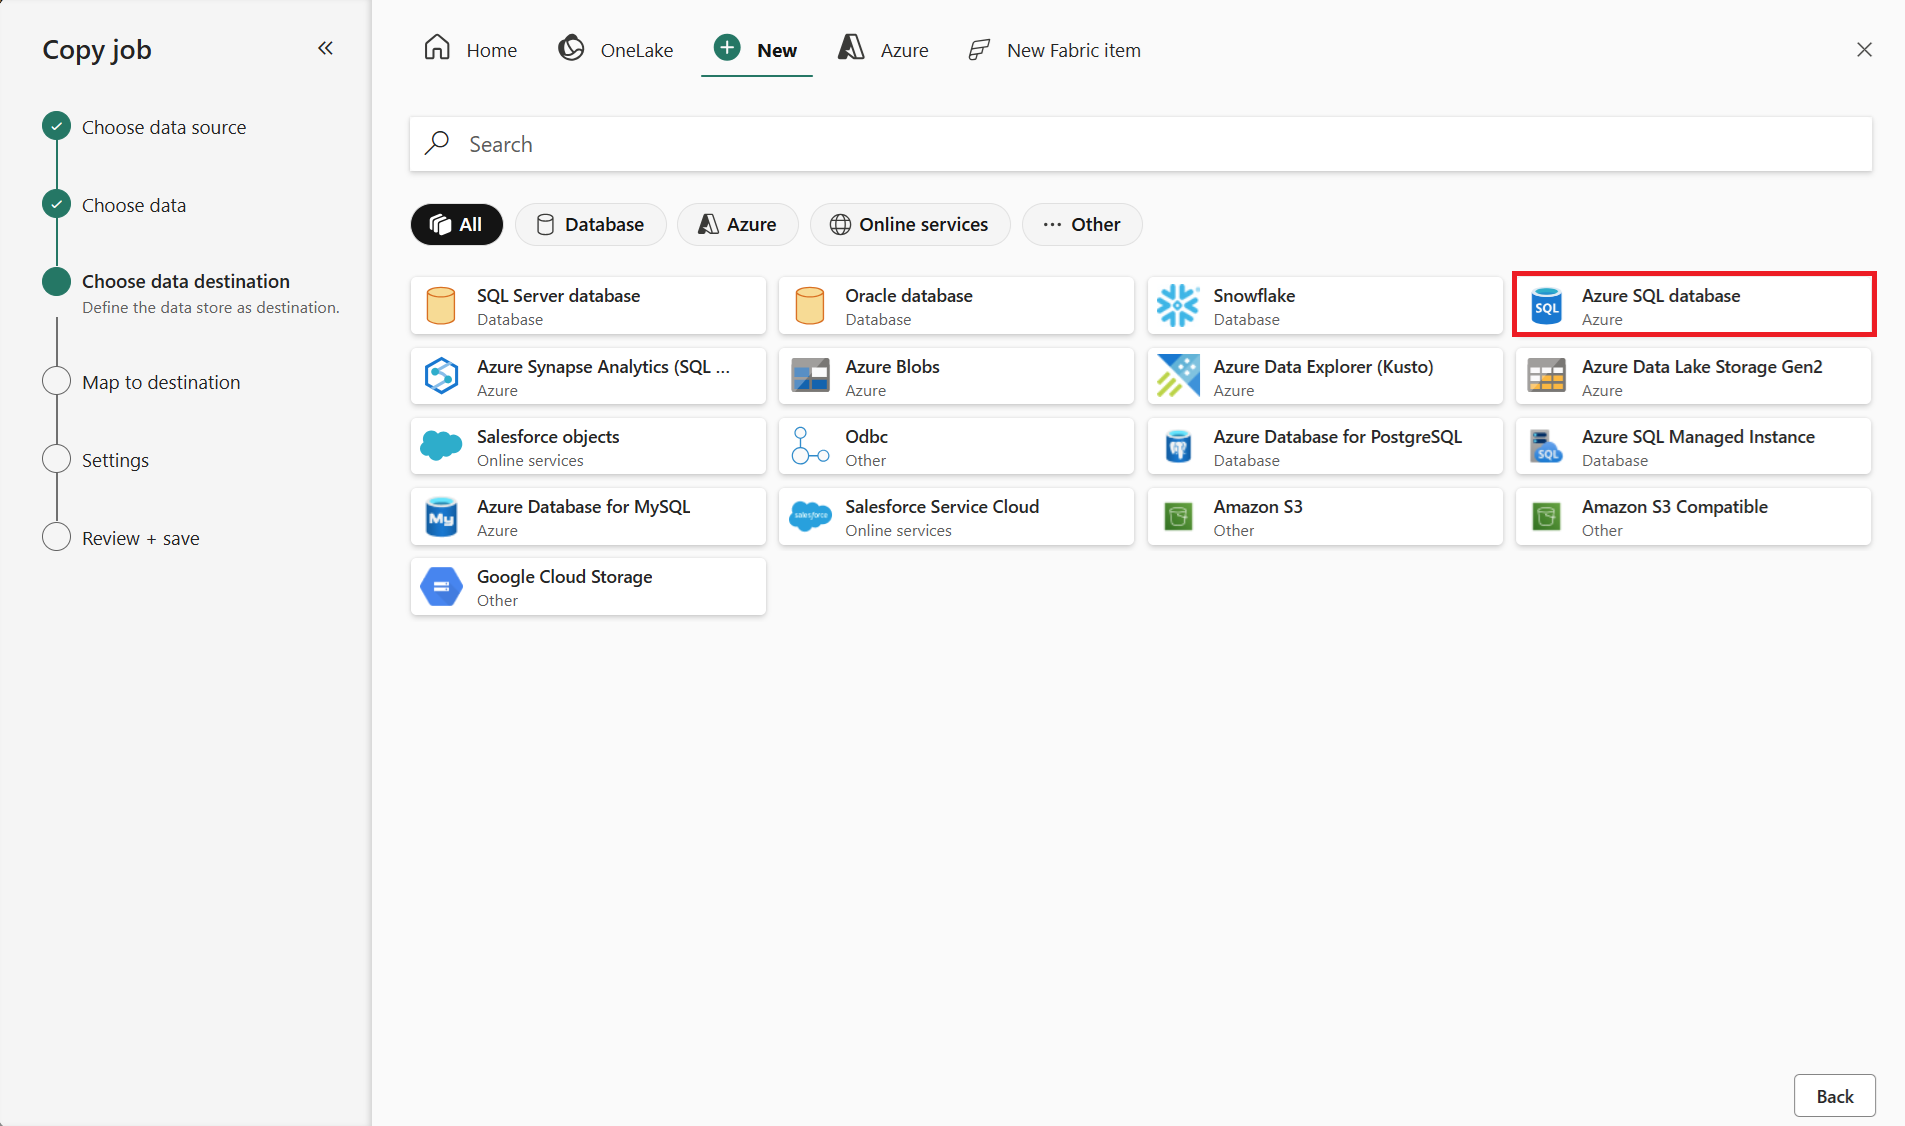 Copy job
Choose data source
Choose data
Choose data destination
Define the data store as destination.
Map to destination
Settings
Review + save
Home
OneLake
New
Azure
New Fabric item
Search
All
Database
Azure
Online services
Other
SQL Server database
Database
Oracle database
Database
Snowflake
Database
SQL
Azure SQL database
Azure
Azure Synapse Analytics (SQL ...
Azure
Azure Blobs
Azure
Azure Data Explorer (Kusto)
Azure
Azure Data Lake Storage Gen2
Azure
Salesforce objects
Online services
Odbc
Other
Azure Database for PostgreSQL
Database
SQL
Azure SQL Managed Instance
Database
My
Azure Database for MySQL
Azure
salesforce
Salesforce Service Cloud
Online services
Amazon S3
Other
Amazon S3 Compatible
Other
Google Cloud Storage
Other
Back